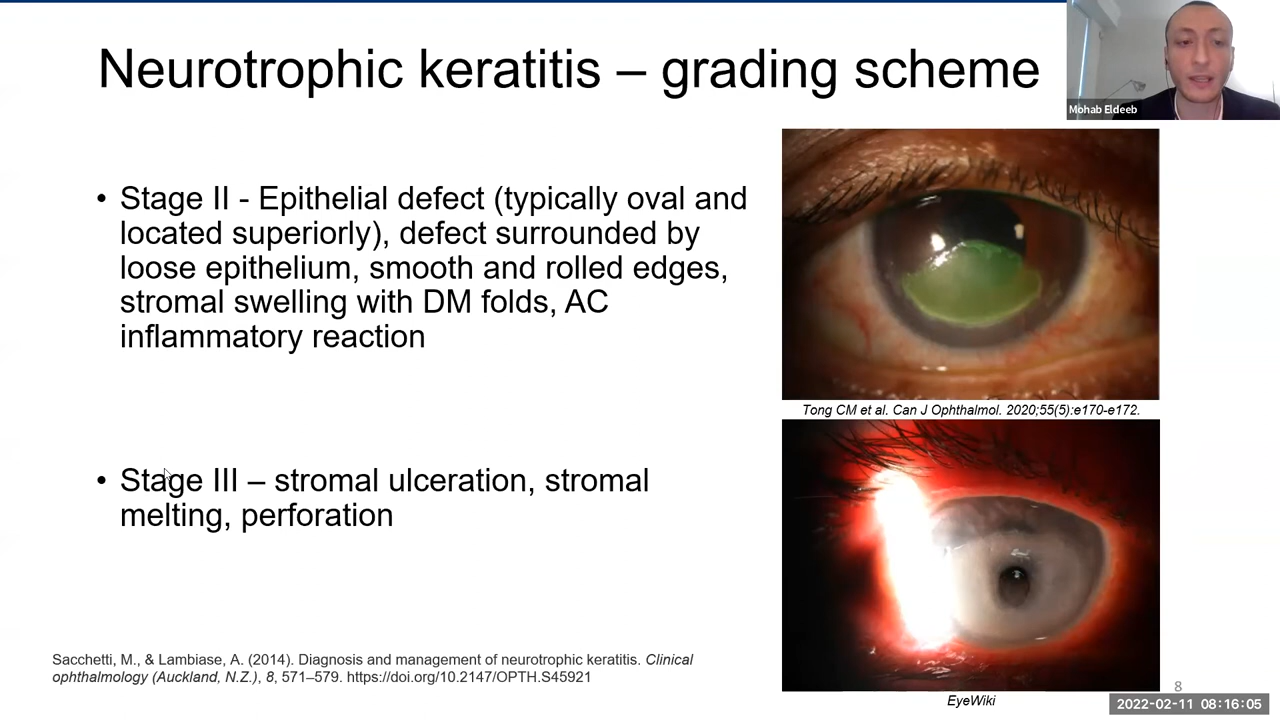 Neurotrophic keratitis – grading scheme
Mohab Eldeeb
• Stage II - Epithelial defect (typically oval and
located superiorly), defect surrounded by
loose epithelium, smooth and rolled edges,
stromal swelling with DM folds, AC
inflammatory reaction
Tong CM et al. Can J Ophthalmol. 2020;55(5):e170-e172.
• Stage III – stromal ulceration, stromal
melting, perforation
Sacchetti, M., & Lambiase, A. (2014). Diagnosis and management of neurotrophic keratitis. Clinical
ophthalmology (Auckland, N.Z.), 8, 571–579. https://doi.org/10.2147/OPTH.S45921
EyeWiki
8
2022-02-11 08:16:05